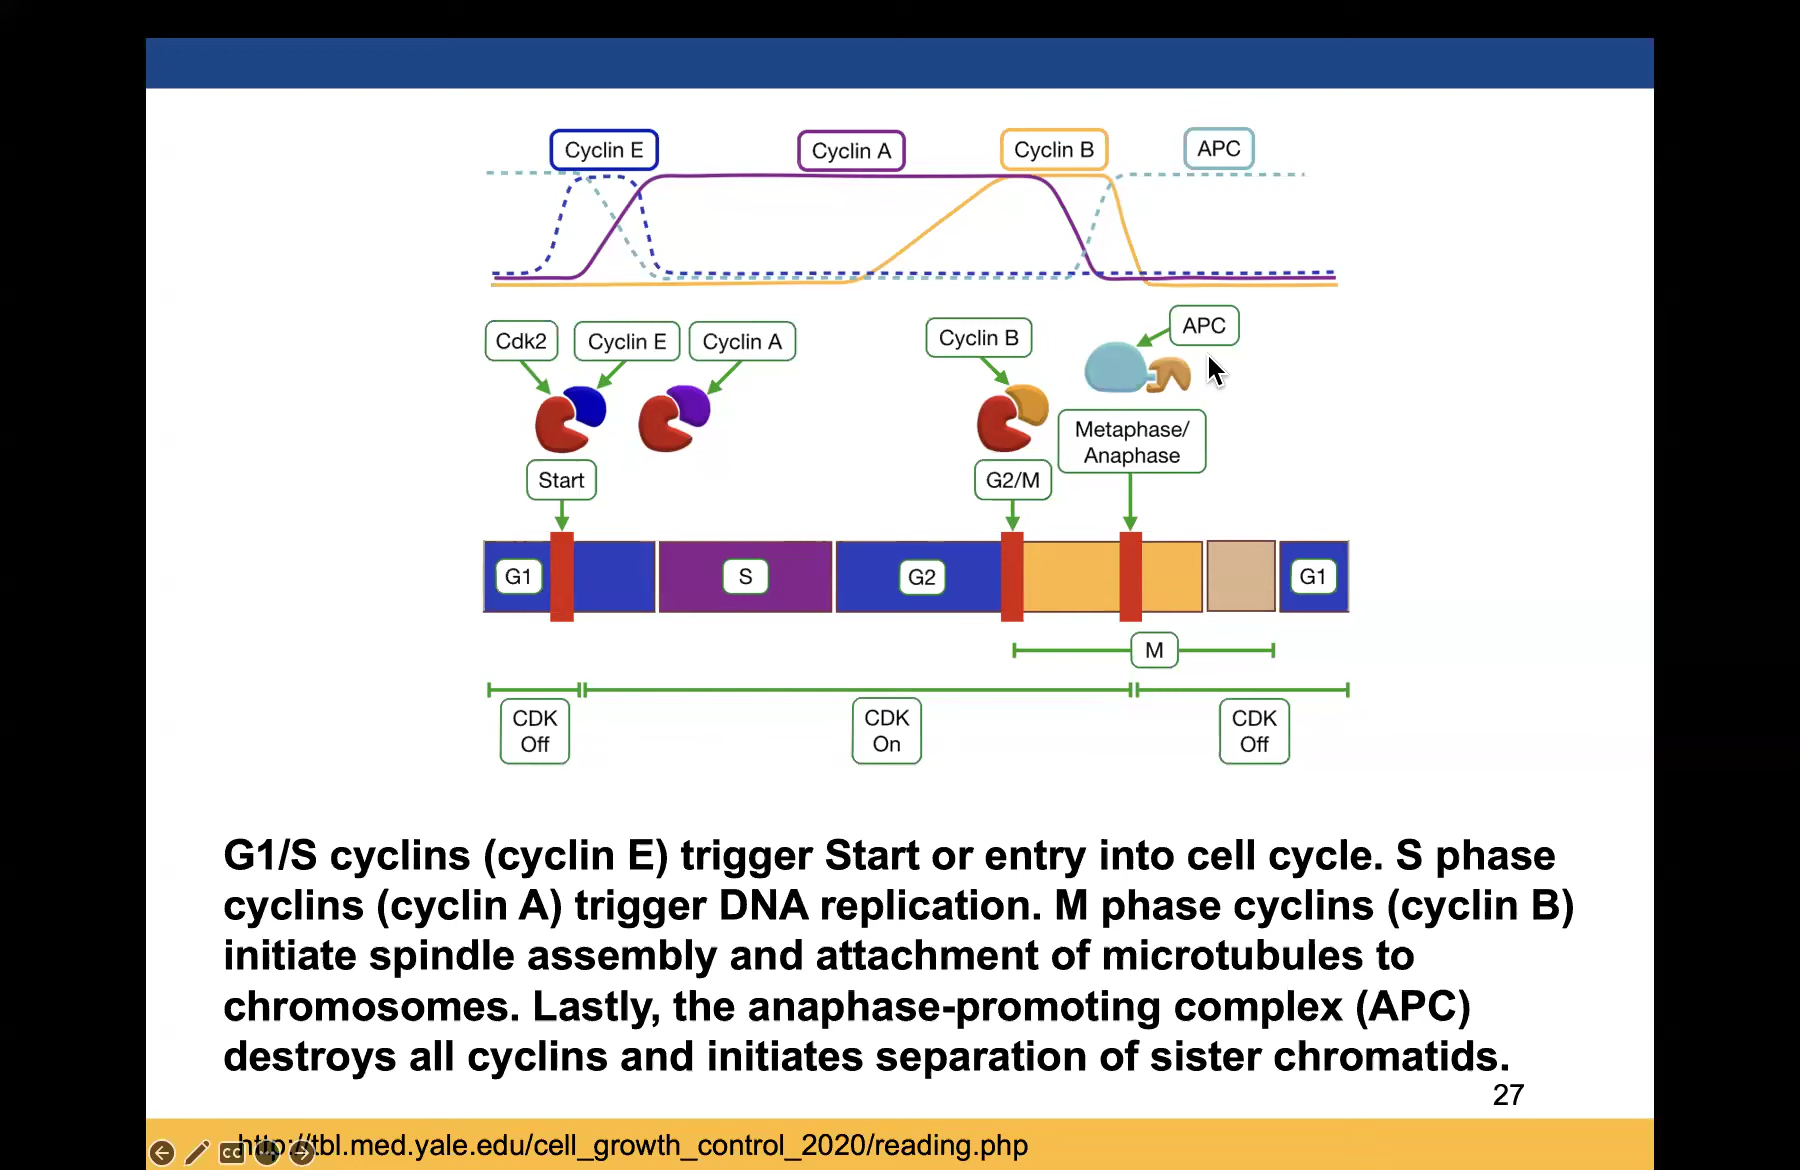 Cyclin E
Cyclin A
Cyclin B
APC
Cdk2
Cyclin E
Cyclin A
Cyclin B
APC
Metaphase/
Anaphase
Start
G2/M
G1
S
G2
G1
M
CDK
Off
CDK
On
CDK
Off
G1/S cyclins (cyclin E) trigger Start or entry into cell cycle. S phase
cyclins (cyclin A) trigger DNA replication. M phase cyclins (cyclin B)
initiate spindle assembly and attachment of microtubules to
chromosomes. Lastly, the anaphase-promoting complex (APC)
destroys all cyclins and initiates separation of sister chromatids.
27
http://tbl.med.yale.edu/cell_growth_control_2020/reading.php
CC